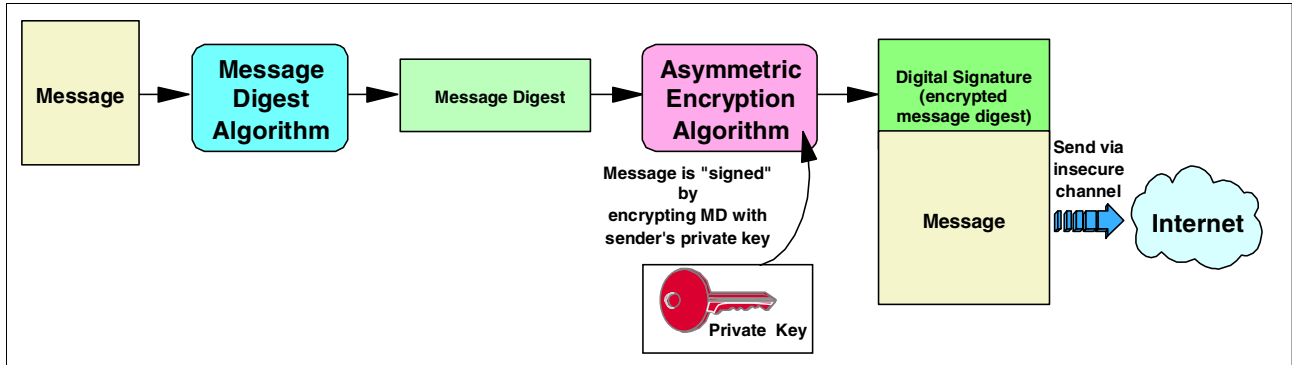 Message
Message
Digest
Algorithm
Message Digest
Asymmetric
Encryption
Algorithm
Digital Signature
(encrypted
message digest)
Message is "signed"
by
encrypting MD with
sender's private key
Private Key
Message
Send via
insecure
channel
Internet